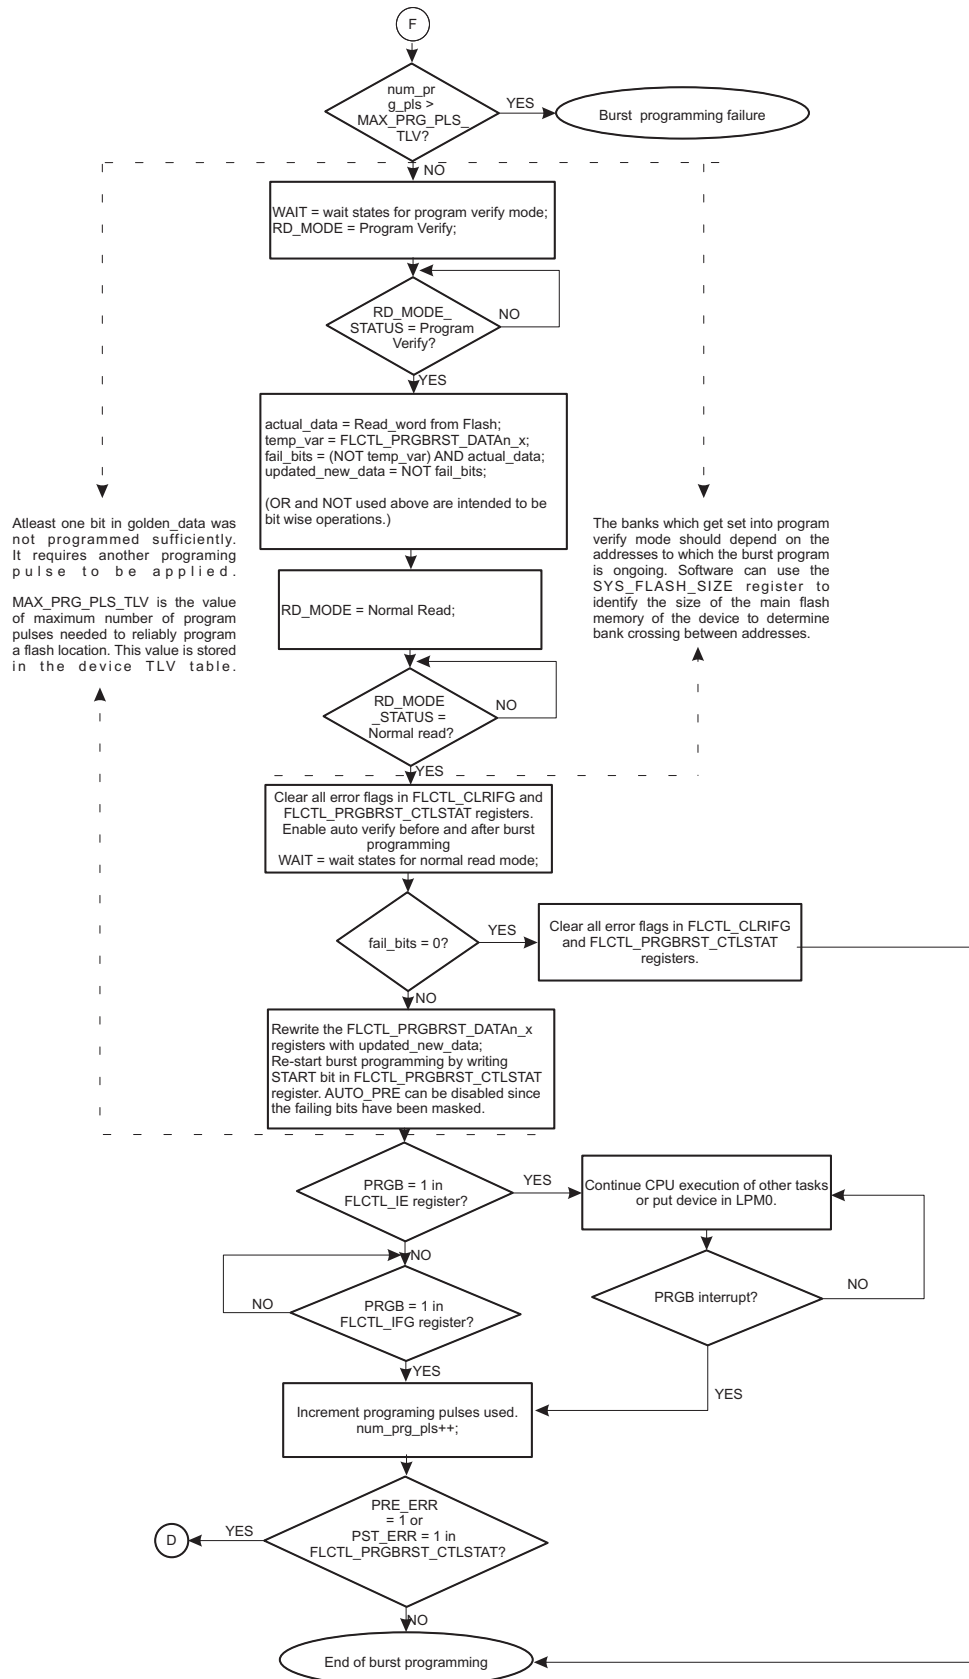 F
num_pr
g_pls >
MAX_PRG_PLS_
TLV?
YES
Burst programming failure
NO
WAIT = wait states for program verify mode;
RD_MODE = Program Verify;
RD_MODE_
STATUS = Program
Verify?
NO
YES
actual_data = Read_word from Flash;
temp_var = FLCTL_PRGBRST_DATAn_x;
fail_bits = (NOT temp_var) AND actual_data;
updated_new_data = NOT fail_bits;
(OR and NOT used above are intended to be
bit wise operations.)
Atleast one bit in golden_data was
not programmed sufficiently.
It requires another programing
pulse to be applied.
MAX_PRG_PLS_TLV is the value
of maximum number of program
pulses needed to reliably program
a flash location. This value is stored
in the device TLV table.
The banks which get set into program
verify mode should depend on the
addresses to which the burst program
is ongoing. Software can use the
SYS_FLASH_SIZE register to
identify the size of the main flash
memory of the device to determine
bank crossing between addresses.
RD_MODE = Normal Read;
RD_MODE
_STATUS =
Normal read?
NO
YES
Clear all error flags in FLCTL_CLRIFG and
FLCTL_PRGBRST_CTLSTAT registers.
Enable auto verify before and after burst
programming
WAIT = wait states for normal read mode;
fail_bits = 0?
YES
Clear all error flags in FLCTL_CLRIFG
and FLCTL_PRGBRST_CTLSTAT
registers.
NO
Rewrite the FLCTL_PRGBRST_DATAn_x
registers with updated_new_data;
Re-start burst programming by writing
START bit in FLCTL_PRGBRST_CTLSTAT
register. AUTO_PRE can be disabled since
the failing bits have been masked.
PRGB = 1 in
FLCTL_IE register?
YES
Continue CPU execution of other tasks
or put device in LPM0.
NO
PRGB = 1 in
FLCTL_IFG register?
NO
PRGB interrupt?
NO
YES
YES
Increment programing pulses used.
num_prg_pls++;
PRE_ERR
= 1 or
PST_ERR = 1 in
FLCTL_PRGBRST_CTLSTAT?
YES
D
NO
End of burst programming